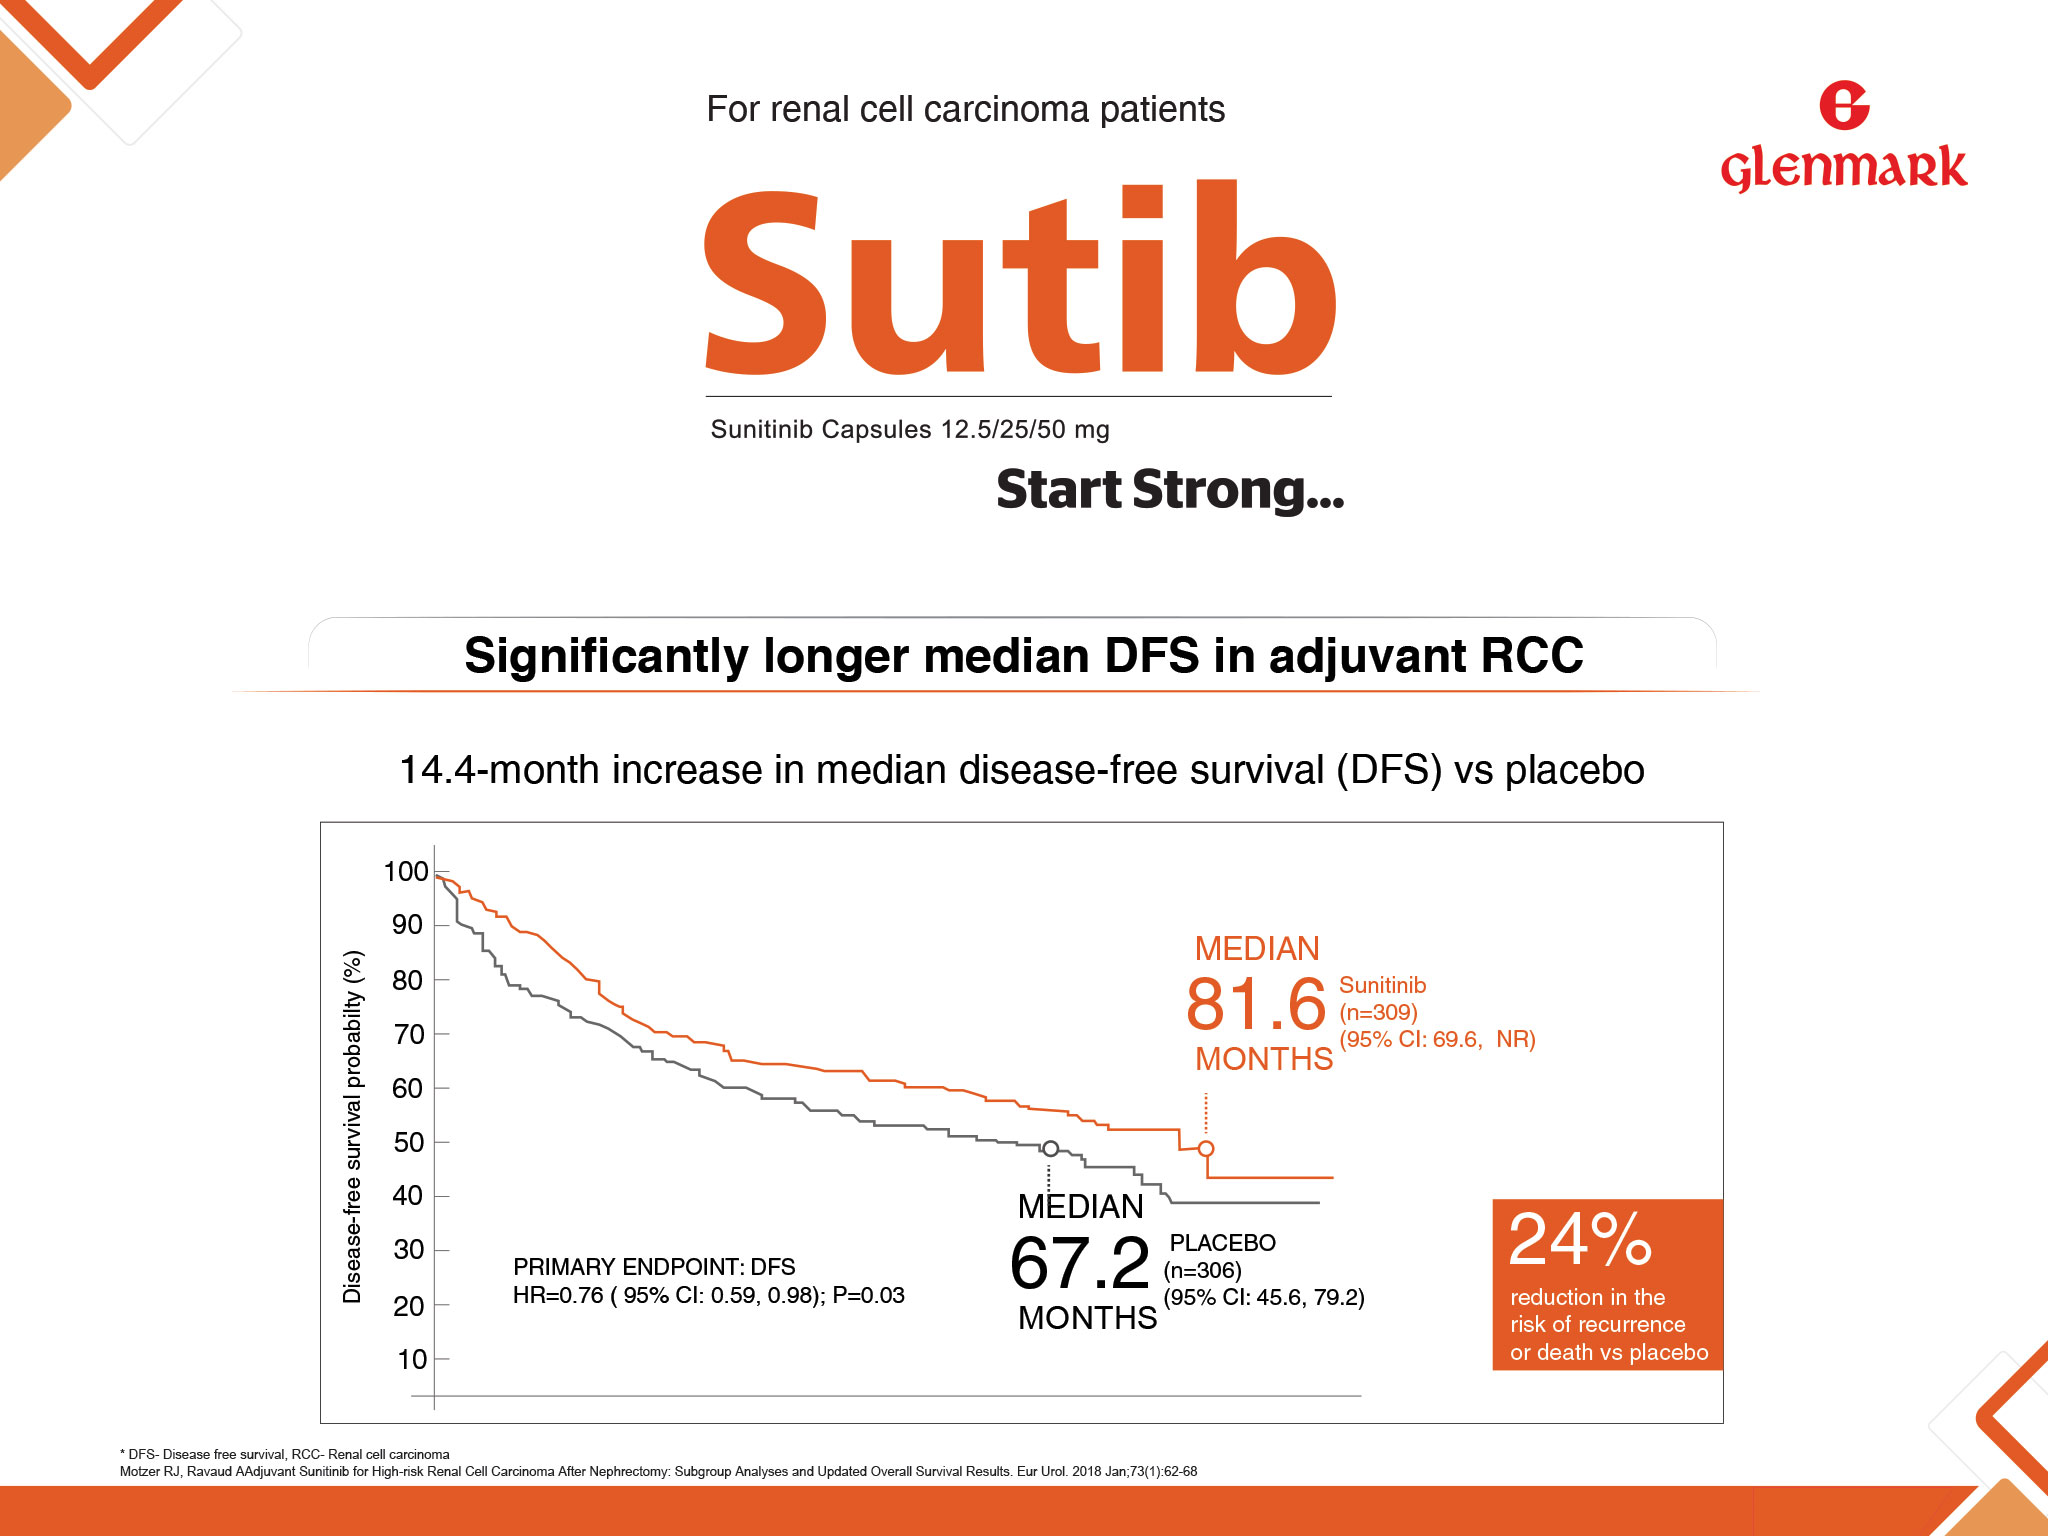 For renal cell carcinoma patients
GLENMARK
Sutib
Sunitinib Capsules 12.5/25/50 mg
Start Strong...
Significantly longer median DFS in adjuvant RCC
14.4-month increase in median disease-free survival (DFS) vs placebo
Disease-free survival probabilty (%)
100
90
80
70
60
50
40
30
20
10
MEDIAN
81.6
MONTHS
Sunitinib
(n=309)
(95% CI: 69.6, NR)
MEDIAN
67.2
MONTHS
PLACEBO
(n=306)
(95% CI: 45.6, 79.2)
PRIMARY ENDPOINT: DFS
HR=0.76 ( 95% CI: 0.59, 0.98); P=0.03
24%
reduction in the
risk of recurrence
or death vs placebo
* DFS- Disease free survival, RCC- Renal cell carcinoma
Motzer RJ, Ravaud AAdjuvant Sunitinib for High-risk Renal Cell Carcinoma After Nephrectomy: Subgroup Analyses and Updated Overall Survival Results. Eur Urol. 2018 Jan;73(1):62-68